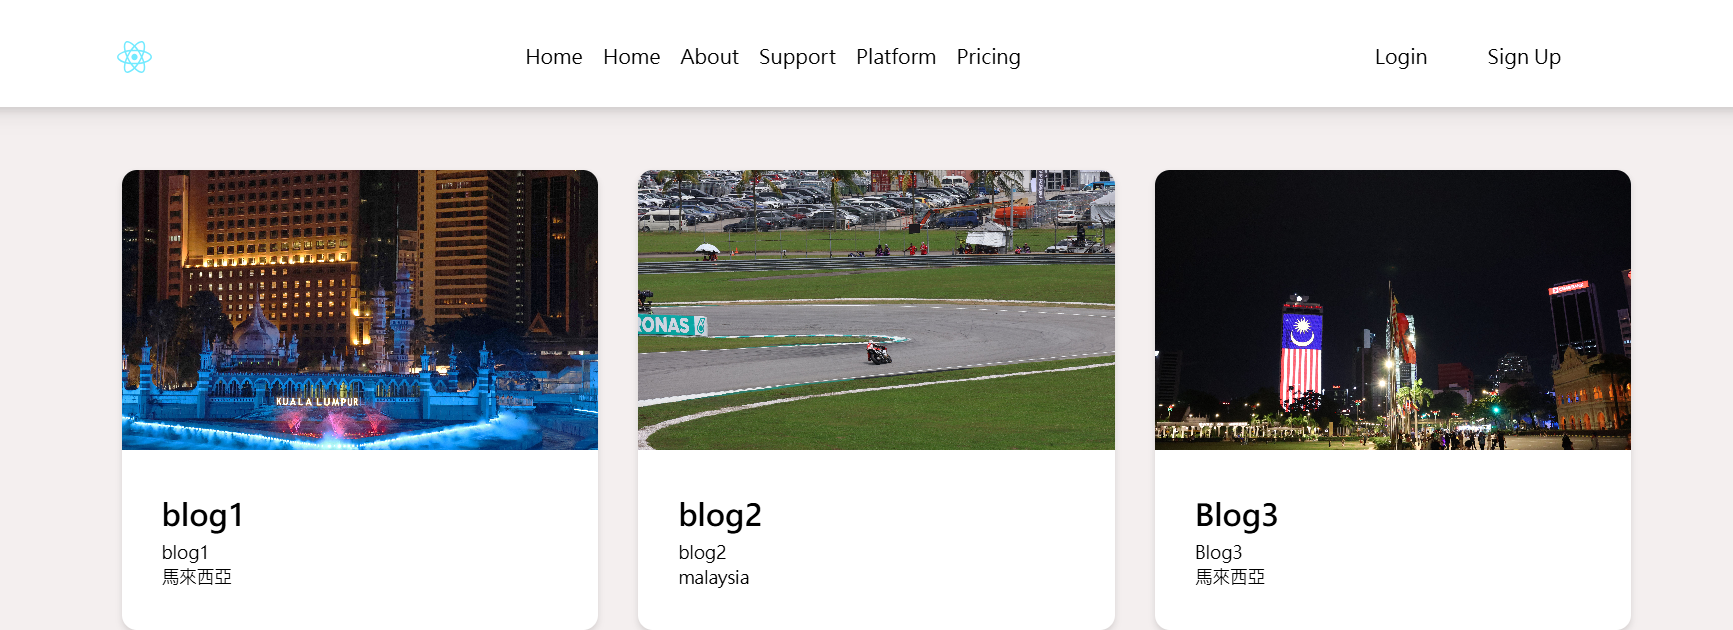 Home Home About Support Platform Pricing Login Sign Up
KUALA LUMPUR
RONAS
blog1
blog1
馬來西亞
blog2
blog2
malaysia
Blog3
Blog3
馬來西亞